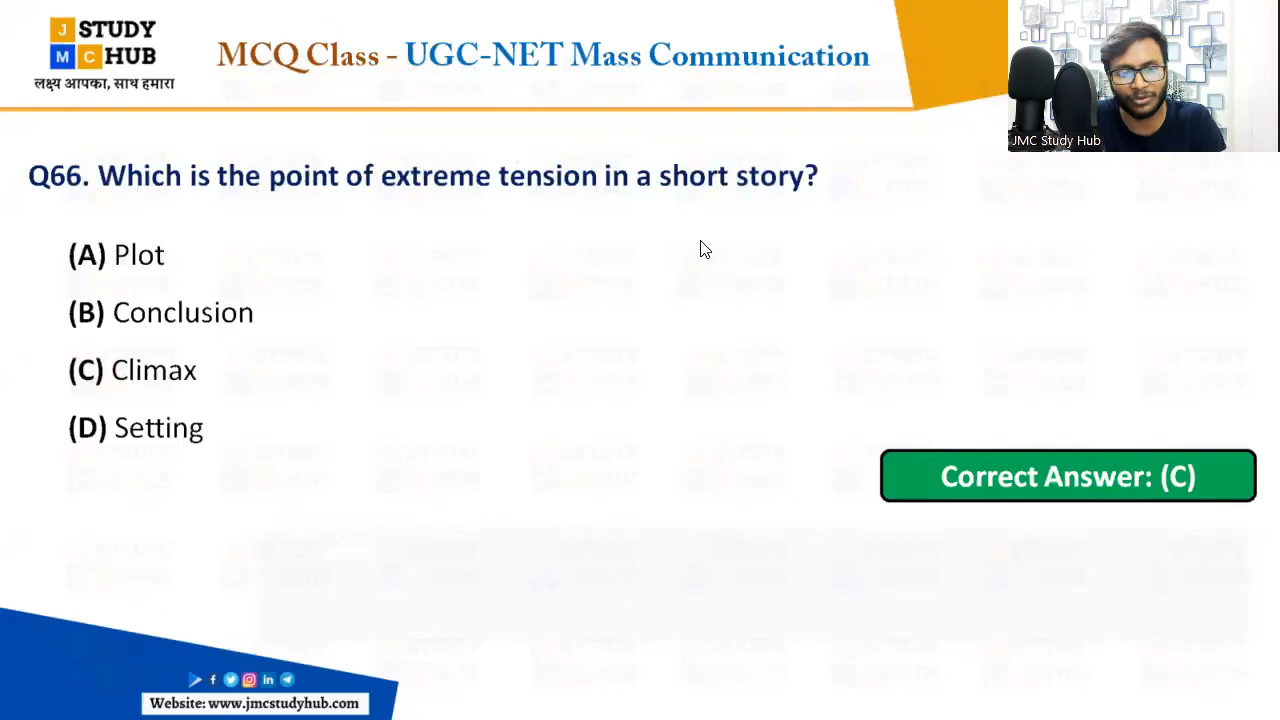 J STUDY
M C HUB
लक्ष्य आपका, साथ हमारा
MCQ Class - UGC-NET Mass Communication
JMC Study Hub
Q66. Which is the point of extreme tension in a short story?
(A) Plot
(B) Conclusion
(C) Climax
(D) Setting
Correct Answer: (C)
Website: www.jmcstudyhub.com